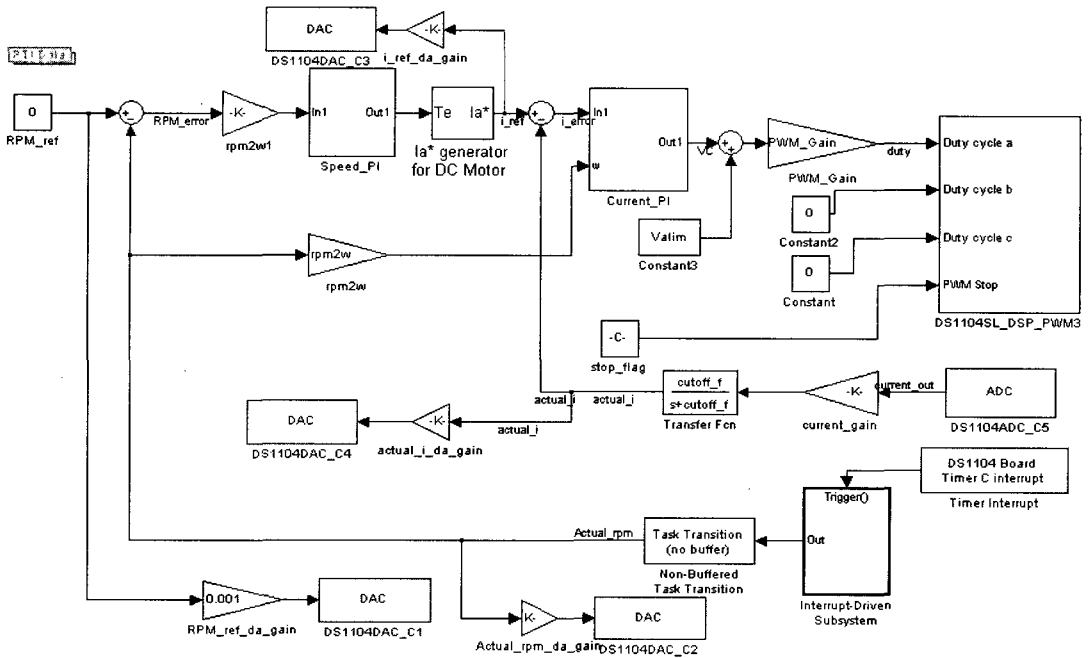 RTI Data
DAC
-K-
i_ref_da_gain
DS1104DAC_C3
0
RPM_ref
+
-
RPM_error
-K-
rpm2w1
In1
Out1
Speed_PI
Te Ia*
Ia* generator
for DC Motor
i_ref
+
-
i_error
In1
w
Out1
Current_PI
VC
+
+
PWM_Gain
PWM_Gain
duty
Duty cycle a
Duty cycle b
Duty cycle c
PWM Stop
DS1104SL_DSP_PWM3
0
Constant2
0
Constant
Valim
Constant3
rpm2w
rpm2w
-C-
stop_flag
actual_i
actual_i
cutoff_f
s+cutoff_f
Transfer Fcn
-K-
current_gain
current_out
ADC
DS1104ADC_C5
DAC
DS1104DAC_C4
-K-
actual_i_da_gain
actual_i
DS1104 Board
Timer C interrupt
Timer Interrupt
Trigger()
Out
Interrupt-Driven
Subsystem
Task Transition
(no buffer)
Non-Buffered
Task Transition
Actual_rpm
0.001
RPM_ref_da_gain
DAC
DS1104DAC_C1
K-
Actual_rpm_da_gain
DAC
DS1104DAC_C2